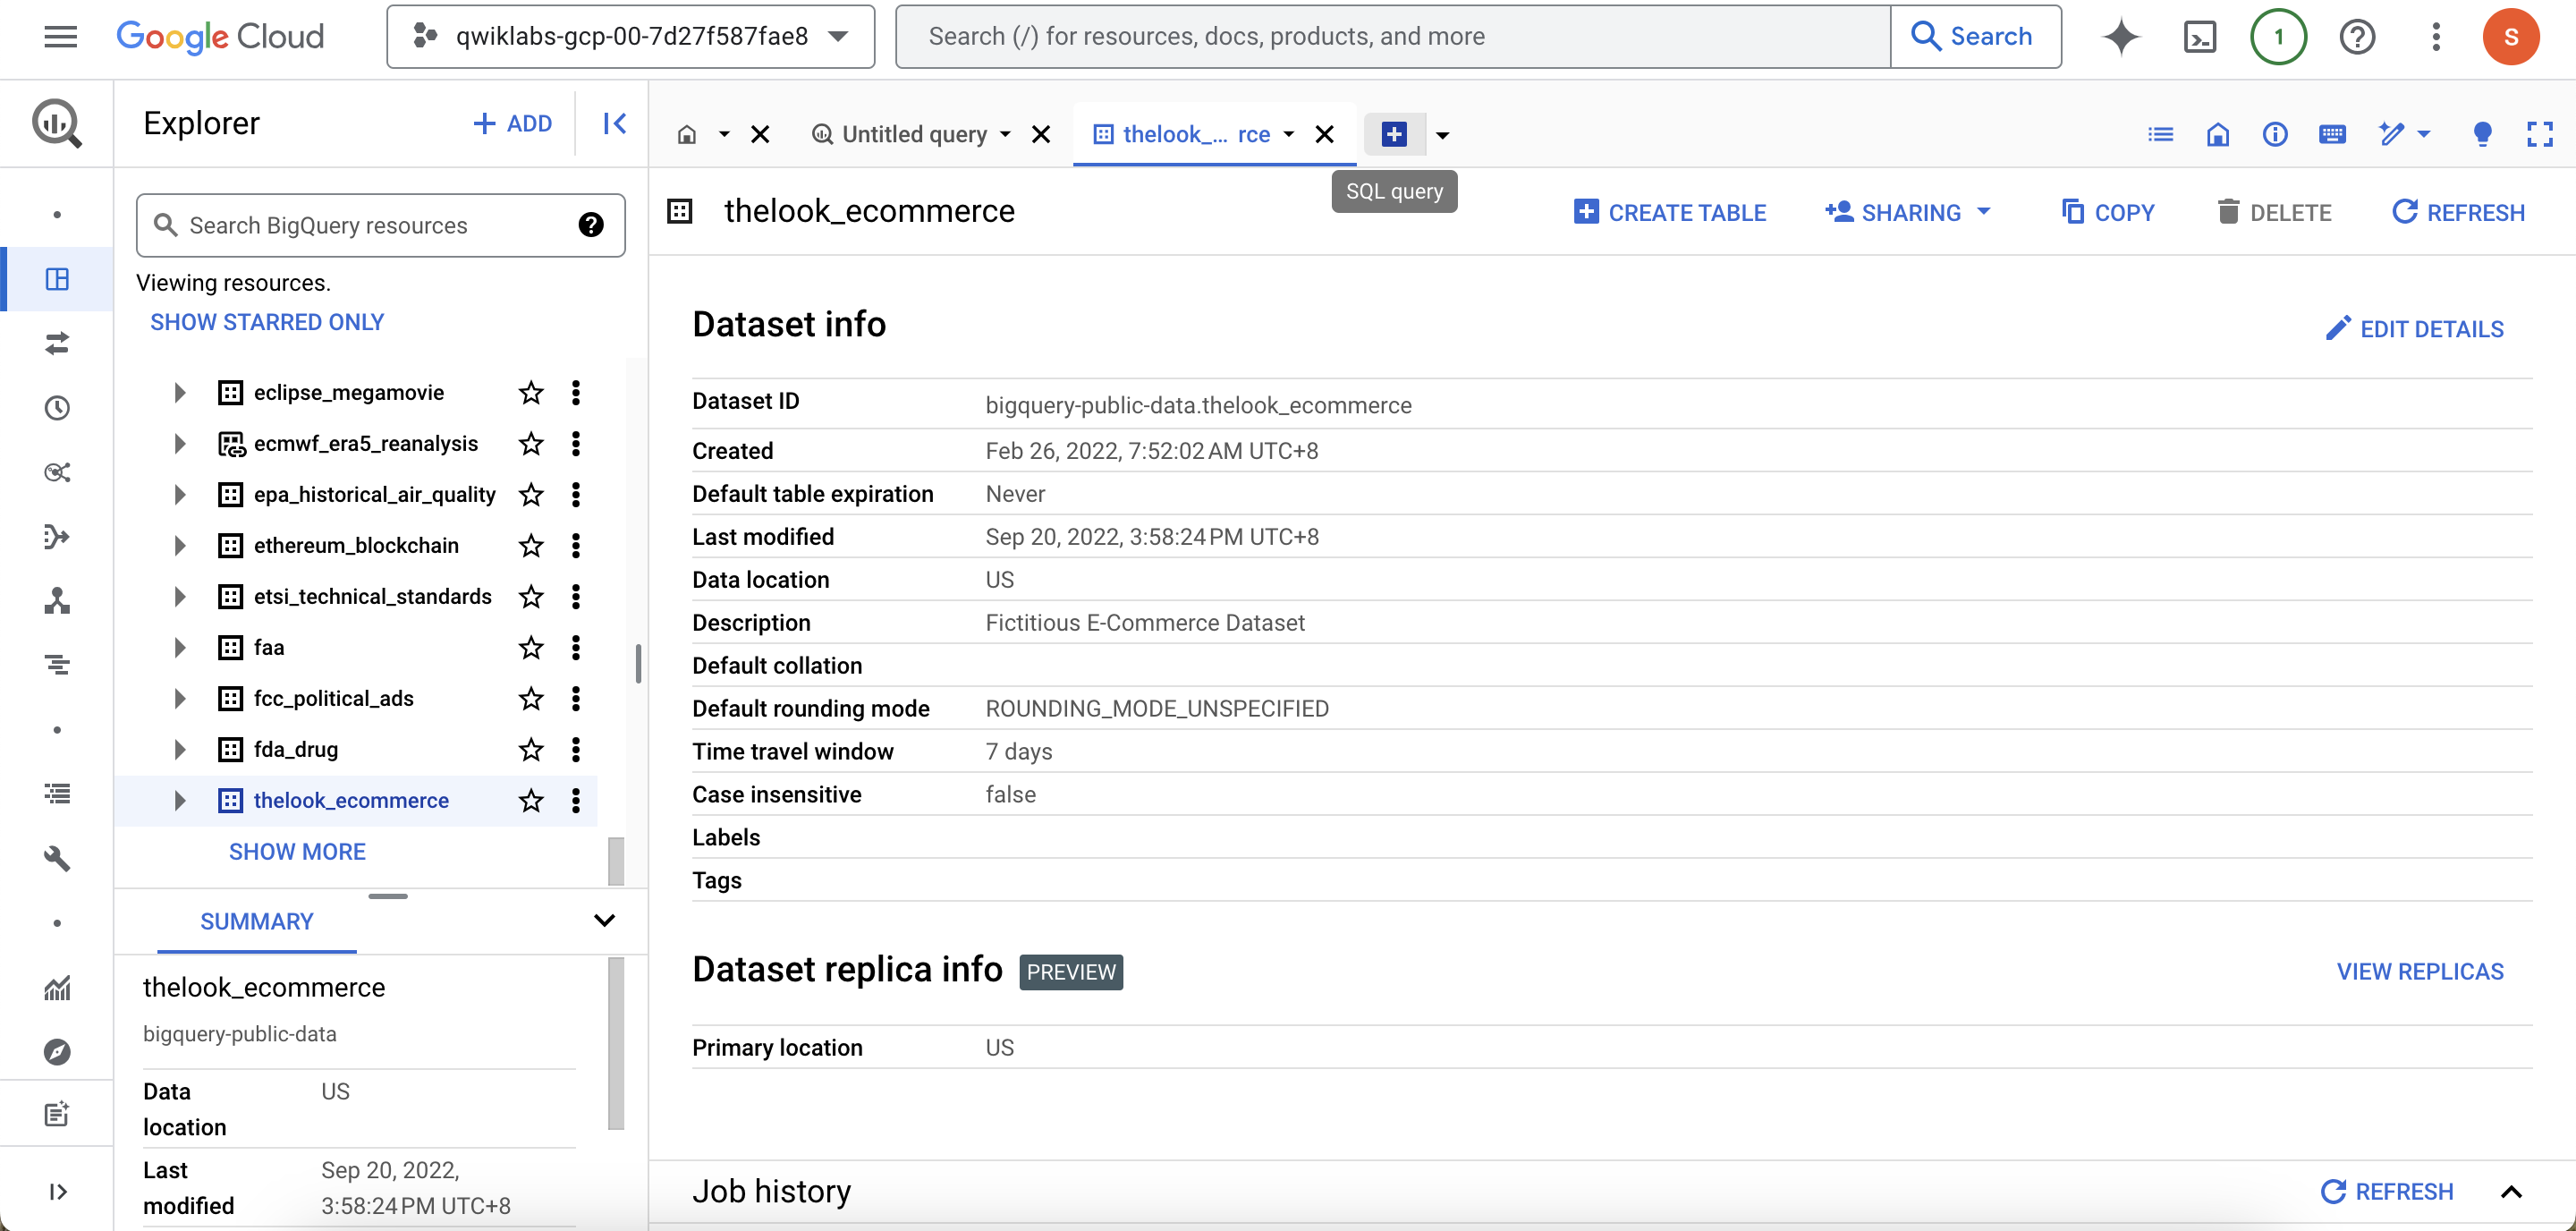 Google Cloud
qwiklabs-gcp-00-7d27f587fae8
Search (/) for resources, docs, products, and more
Search
1
S
Explorer
+ ADD
Untitled query
thelook_... rce
SQL query
Search BigQuery resources
Viewing resources.
SHOW STARRED ONLY
eclipse_megamovie
ecmwf_era5_reanalysis
epa_historical_air_quality
ethereum_blockchain
etsi_technical_standards
faa
fcc_political_ads
fda_drug
thelook_ecommerce
SHOW MORE
SUMMARY
thelook_ecommerce
bigquery-public-data
Data location US
Last modified Sep 20, 2022, 3:58:24 PM UTC+8
thelook_ecommerce
CREATE TABLE
SHARING
COPY
DELETE
REFRESH
Dataset info
EDIT DETAILS
Dataset ID bigquery-public-data.thelook_ecommerce
Created Feb 26, 2022, 7:52:02 AM UTC+8
Default table expiration Never
Last modified Sep 20, 2022, 3:58:24 PM UTC+8
Data location US
Description Fictitious E-Commerce Dataset
Default collation
Default rounding mode ROUNDING_MODE_UNSPECIFIED
Time travel window 7 days
Case insensitive false
Labels
Tags
Dataset replica info PREVIEW
VIEW REPLICAS
Primary location US
Job history
REFRESH